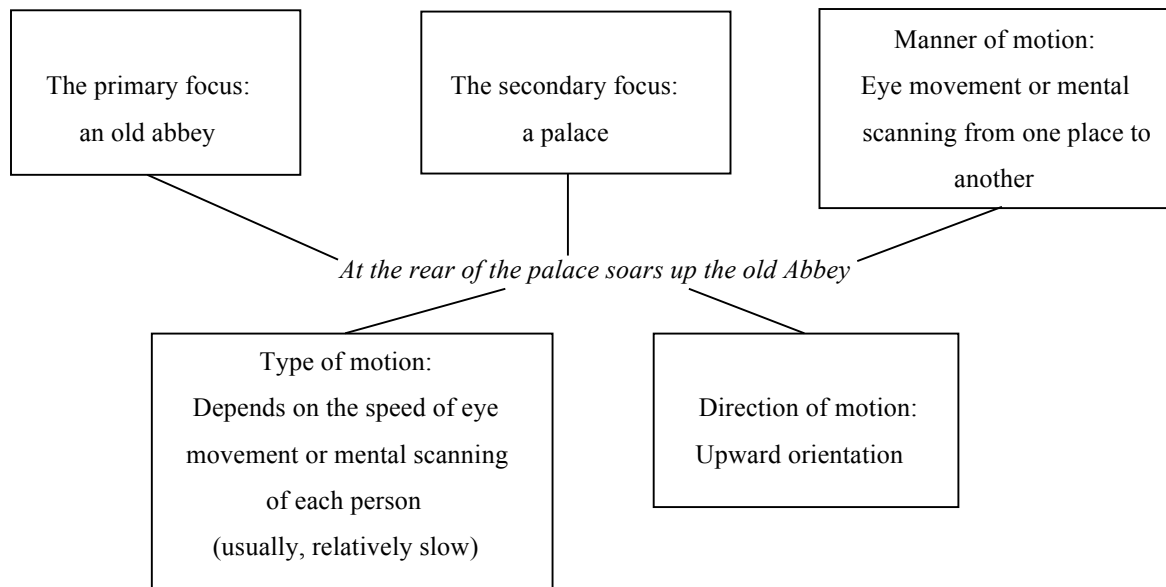 The primary focus:
an old abbey
The secondary focus:
a palace
Manner of motion:
Eye movement or mental
scanning from one place to
another
At the rear of the palace soars up the old Abbey
Type of motion:
Depends on the speed of eye
movement or mental scanning
of each person
(usually, relatively slow)
Direction of motion:
Upward orientation